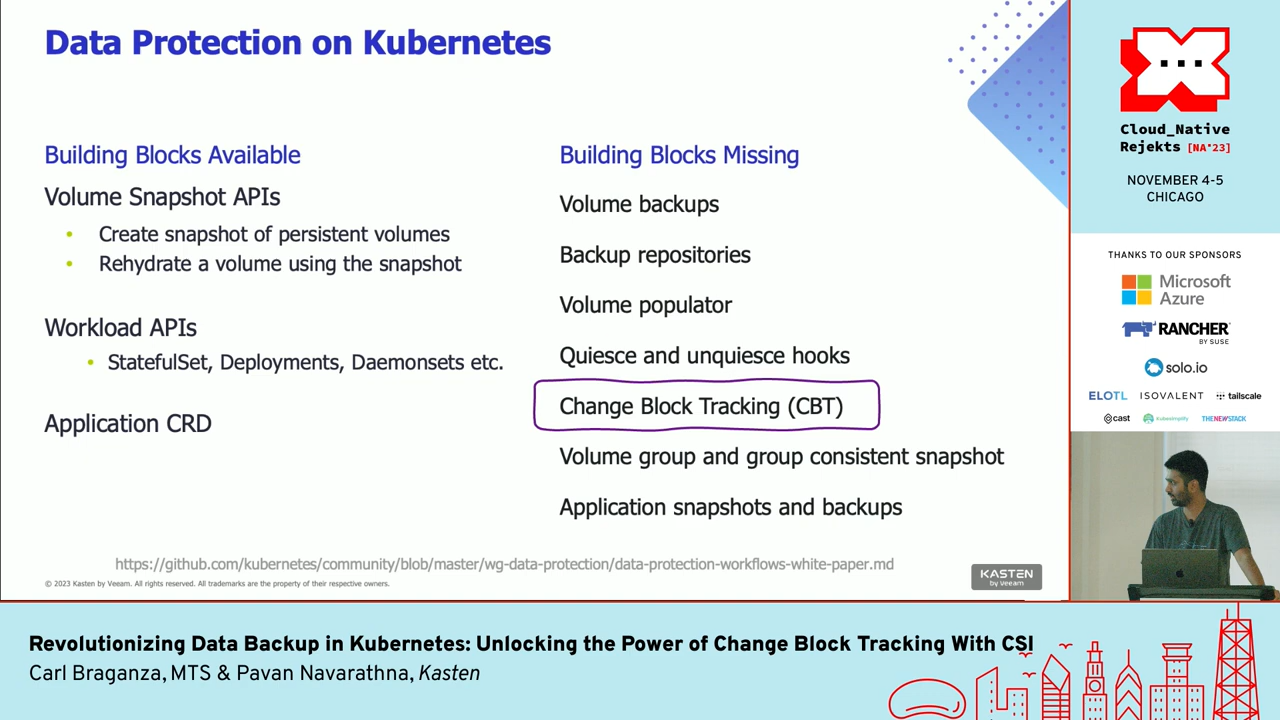 Data Protection on Kubernetes
Building Blocks Available
Volume Snapshot APIs
• Create snapshot of persistent volumes
• Rehydrate a volume using the snapshot
Workload APIs
• StatefulSet, Deployments, Daemonsets etc.
Application CRD
Building Blocks Missing
Volume backups
Backup repositories
Volume populator
Quiesce and unquiesce hooks
Change Block Tracking (CBT)
Volume group and group consistent snapshot
Application snapshots and backups
https://github.com/kubernetes/community/blob/master/wg-data-protection/data-protection-workflows-white-paper.md
© 2023 Kasten by Veeam. All rights reserved. All trademarks are the property of their respective owners.
KASTEN
by Veeam
Cloud_Native
Rejekts [NA'23]
NOVEMBER 4-5
CHICAGO
THANKS TO OUR SPONSORS
Microsoft
Azure
RANCHER
BY SUSE
solo.io
ELOTL ISOVALENT tailscale
cast kubesimplify THENEWSTACK
Revolutionizing Data Backup in Kubernetes: Unlocking the Power of Change Block Tracking With CSI
Carl Braganza, MTS & Pavan Navarathna, Kasten